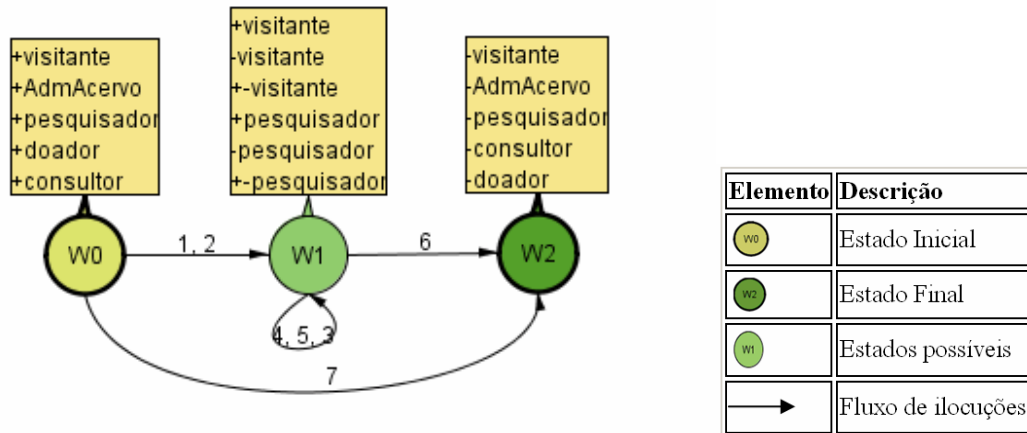 +visitante
+AdmAcervo
+pesquisador
+doador
+consultor
+visitante
-visitante
+-visitante
+pesquisador
-pesquisador
+-pesquisador
-visitante
-AdmAcervo
-pesquisador
-consultor
-doador
W0
1, 2
W1
6
W2
4, 5, 3
7
Elemento Descrição
W0 Estado Inicial
W2 Estado Final
W1 Estados possíveis
Fluxo de ilocuções